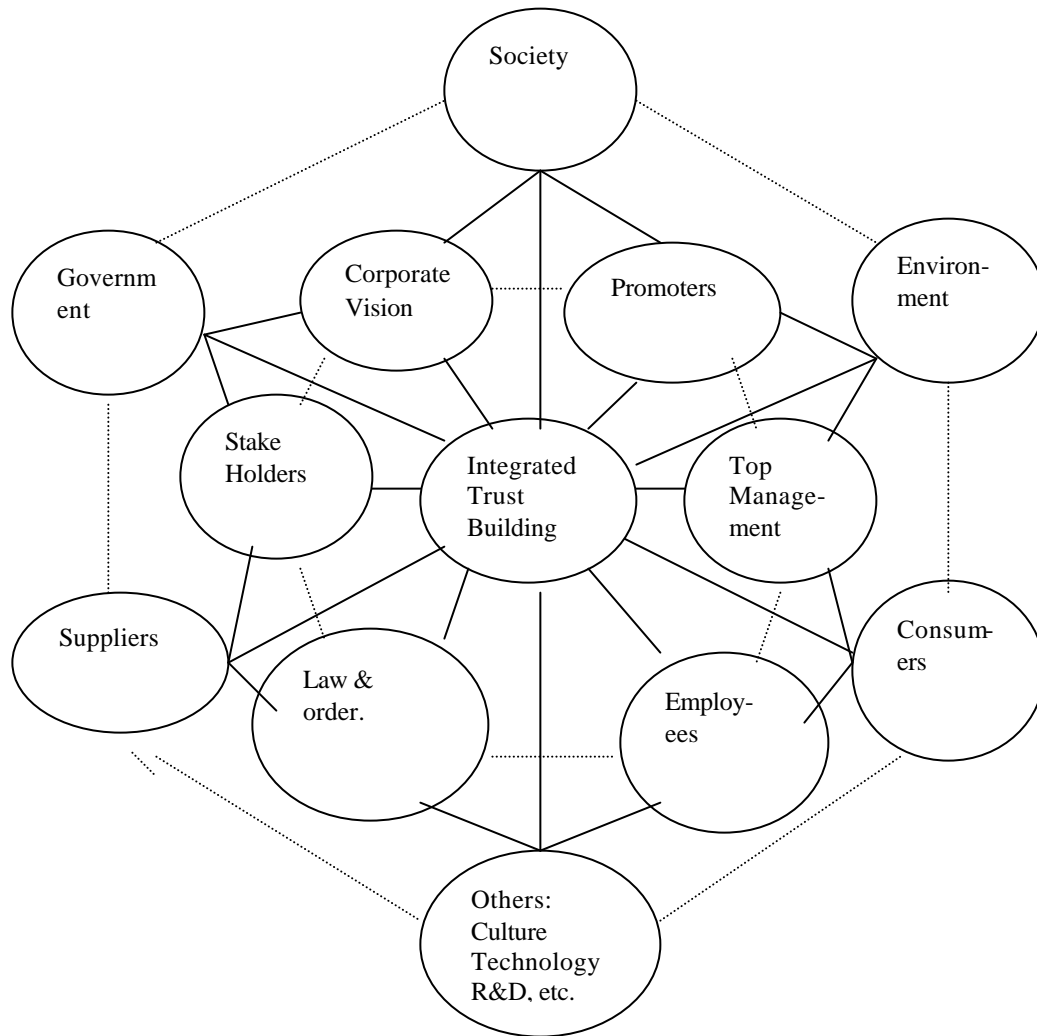 Society
Governm
ent
Corporate
Vision
Promoters
Environ-
ment
Stake
Holders
Integrated
Trust
Building
Top
Manage-
ment
Suppliers
Law &
order.
Employ-
ees
Consum-
ers
Others:
Culture
Technology
R&D, etc.